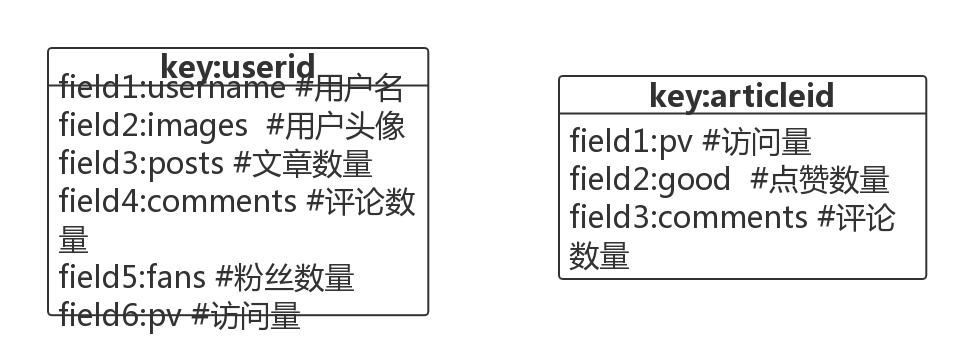 key:userid
field1:username #用户名
field2:images  #用户头像
field3:posts #文章数量
field4:comments #评论数
量
field5:fans #粉丝数量
field6:pv #访问量
key:articleid
field1:pv #访问量
field2:good  #点赞数量
field3:comments #评论
数量